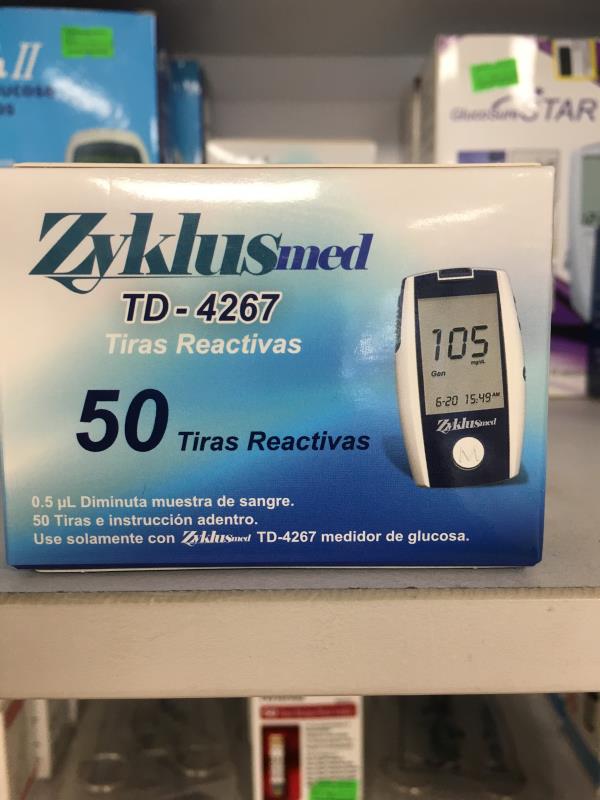 II
GlucoSure STAR
Zyklusmed
TD - 4267
Tiras Reactivas
50 Tiras Reactivas
105
mg/dL
Gen
6-20 15:49 AM
Zyklusmed
M
0.5 µL Diminuta muestra de sangre.
50 Tiras e instrucción adentro.
Use solamente con Zyklusmed TD-4267 medidor de glucosa.